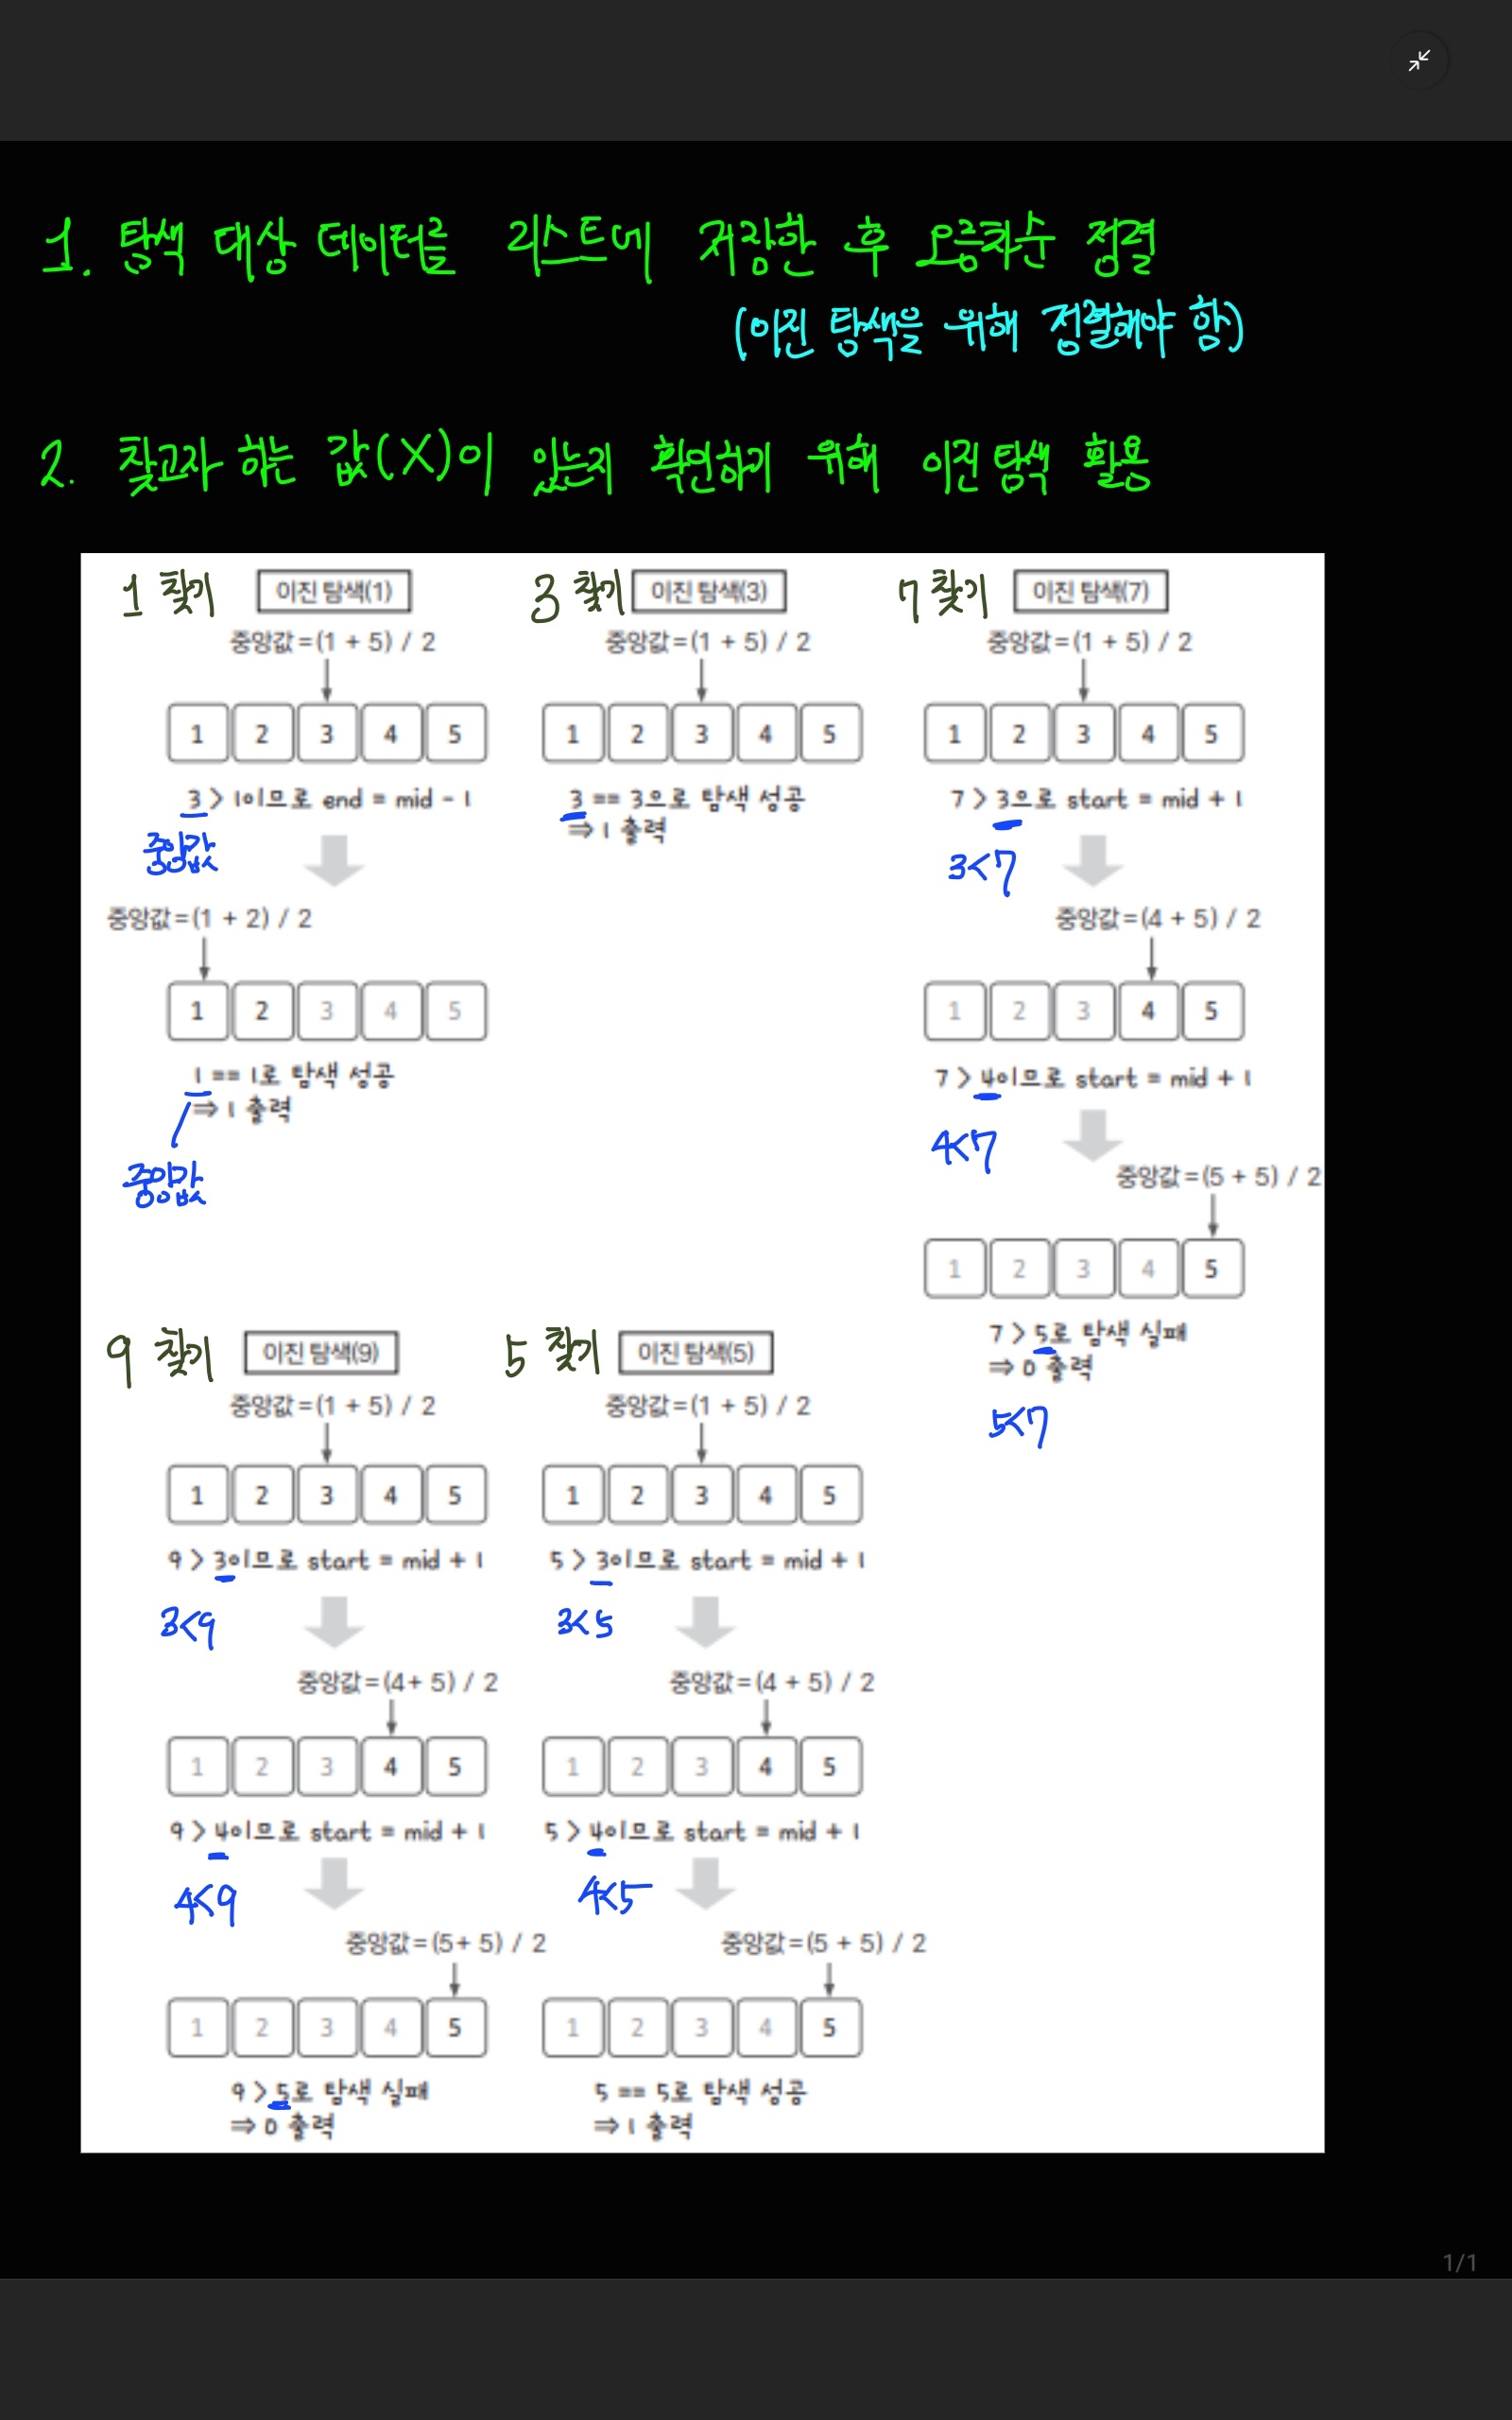 1. 탐색 대상 데이터를 리스트에 저장한 후 오름차순 정렬
(이진 탐색을 위해 정렬해야 함)
2. 찾고자 하는 값(X)이 있는지 확인하기 위해 이진 탐색 활용
1 찾기
이진 탐색(1)
중앙값=(1 + 5) / 2
1 2 3 4 5
3 > 1이므로 end = mid - 1
중앙값
중앙값=(1 + 2) / 2
1 2 3 4 5
1 == 1로 탐색 성공
⇒ 1 출력
중앙값
3 찾기
이진 탐색(3)
중앙값=(1 + 5) / 2
1 2 3 4 5
3 == 3으로 탐색 성공
⇒ 1 출력
7 찾기
이진 탐색(7)
중앙값=(1 + 5) / 2
1 2 3 4 5
7 > 3으로 start = mid + 1
3<7
중앙값=(4 + 5) / 2
1 2 3 4 5
7 > 4이므로 start = mid + 1
4<7
중앙값=(5 + 5) / 2
1 2 3 4 5
7 > 5로 탐색 실패
⇒ 0 출력
5<7
9 찾기
이진 탐색(9)
중앙값=(1 + 5) / 2
1 2 3 4 5
9 > 3이므로 start = mid + 1
3<9
중앙값=(4+ 5) / 2
1 2 3 4 5
9 > 4이므로 start = mid + 1
4<9
중앙값=(5+ 5) / 2
1 2 3 4 5
9 > 5로 탐색 실패
⇒ 0 출력
5 찾기
이진 탐색(5)
중앙값=(1 + 5) / 2
1 2 3 4 5
5 > 3이므로 start = mid + 1
3<5
중앙값=(4 + 5) / 2
1 2 3 4 5
5 > 4이므로 start = mid + 1
4<5
중앙값=(5 + 5) / 2
1 2 3 4 5
5 == 5로 탐색 성공
⇒ 1 출력
1/1